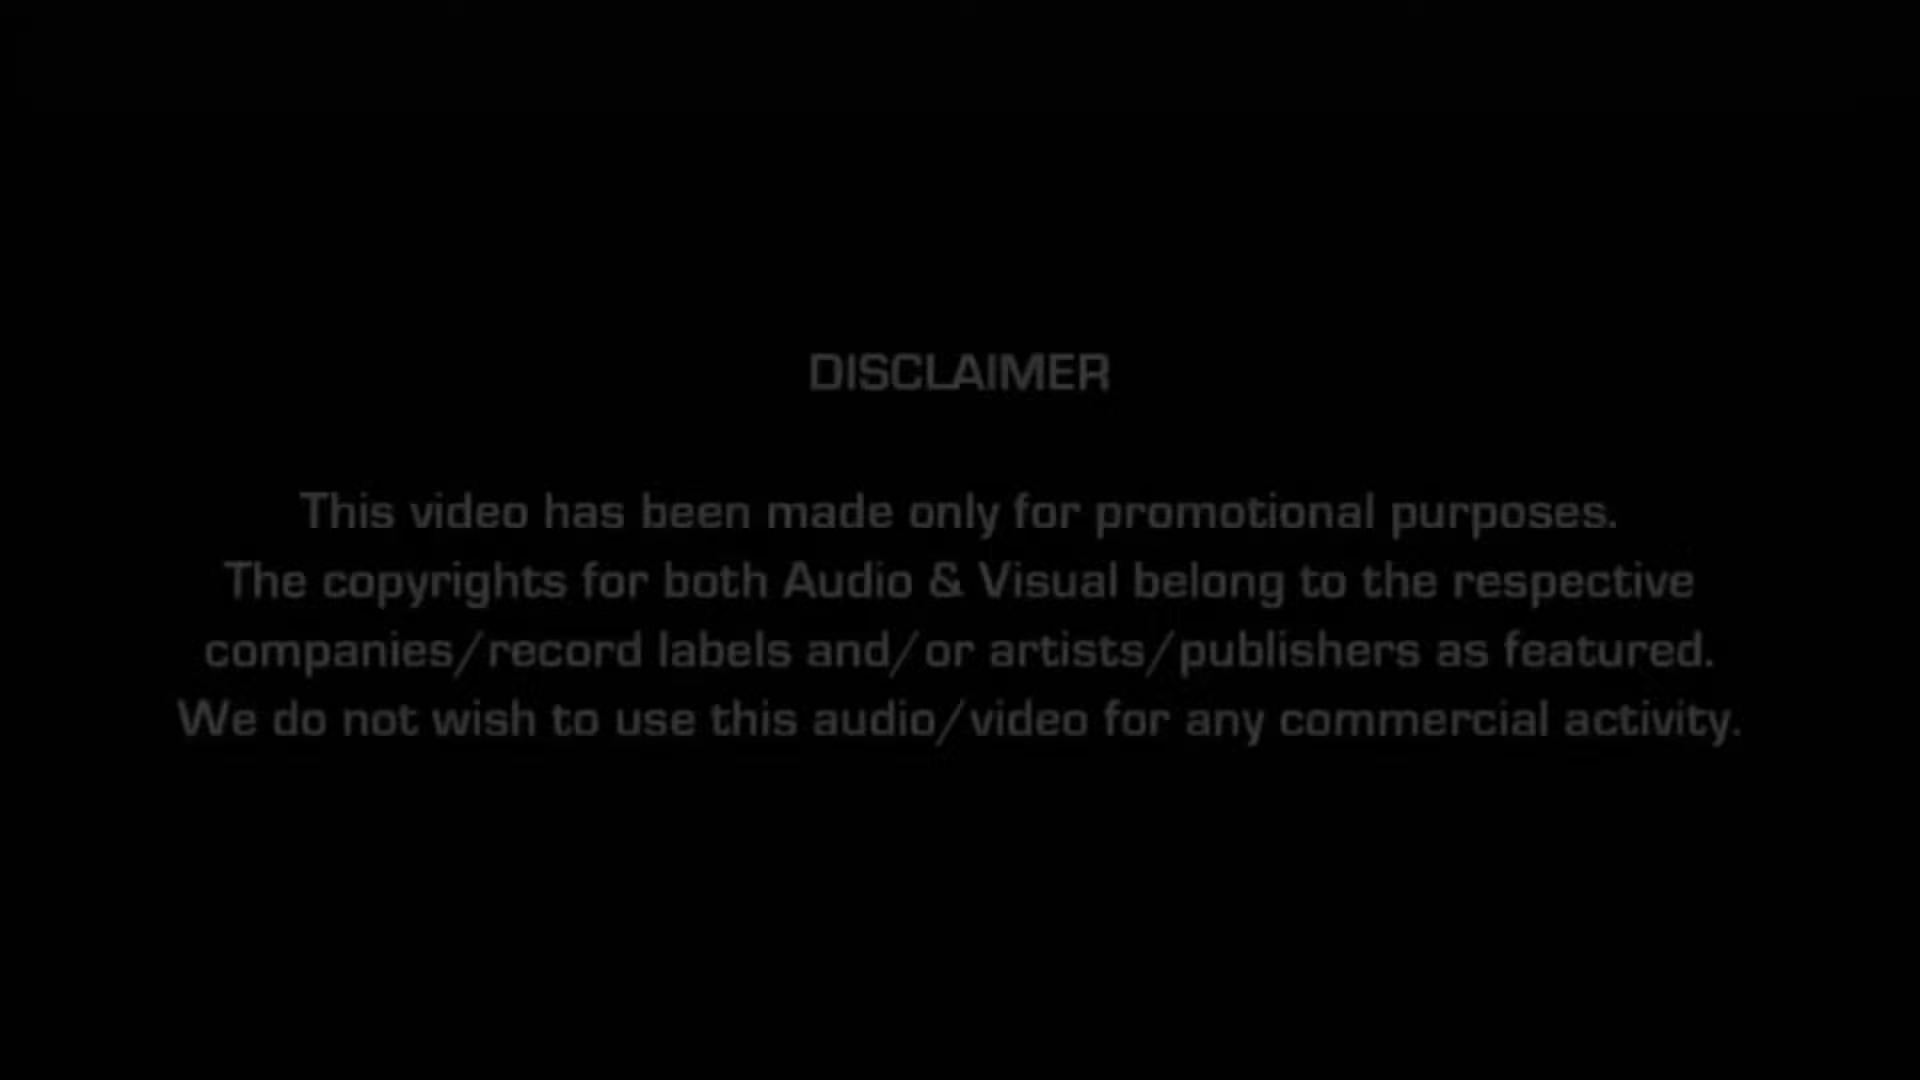 DISCLAIMER
This video has been made only for promotional purposes.
The copyrights for both Audio & Visual belong to the respective
companies/record labels and/or artists/publishers as featured.
We do not wish to use this audio/video for any commercial activity.